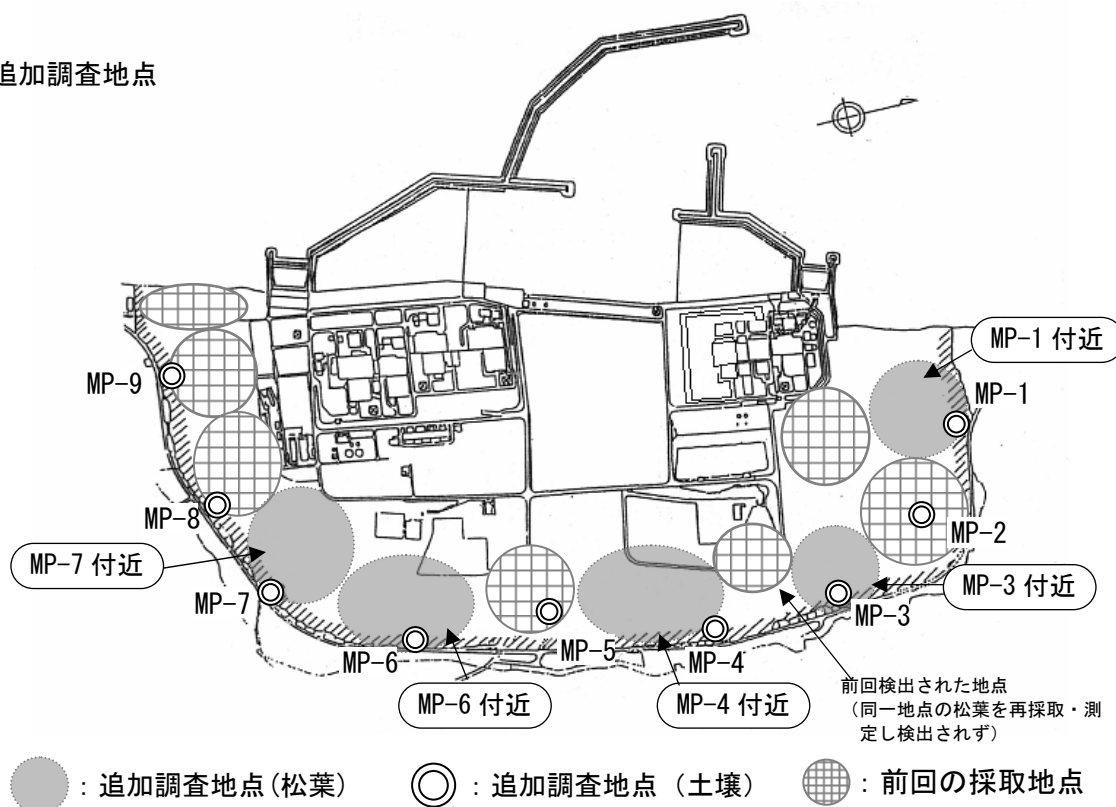 追加調査地点
MP-1 付近
MP-9
MP-1
MP-8
MP-2
MP-7 付近
MP-3 付近
MP-7
MP-3
MP-6
MP-5
MP-4
MP-6 付近
MP-4 付近
前回検出された地点
（同一地点の松葉を再採取・測
定し検出されず）
：追加調査地点(松葉)
：追加調査地点（土壌）
：前回の採取地点